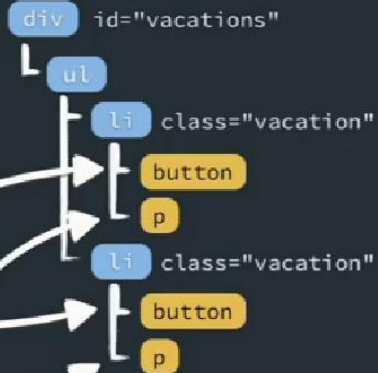 div id="vacations"
ul
li class="vacation"
button
p
li class="vacation"
button
p